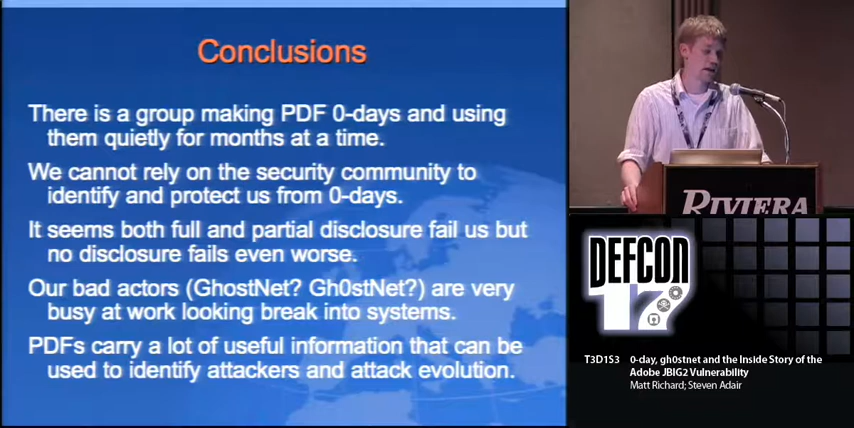 Conclusions
There is a group making PDF 0-days and using
them quietly for months at a time.
We cannot rely on the security community to
identify and protect us from 0-days.
It seems both full and partial disclosure fail us but
no disclosure fails even worse.
Our bad actors (GhostNet? Gh0stNet?) are very
busy at work looking break into systems.
PDFs carry a lot of useful information that can be
used to identify attackers and attack evolution.
RIVIERA
DEFCON
17
T3D1S3 0-day, gh0stnet and the Inside Story of the
Adobe JBIG2 Vulnerability
Matt Richard; Steven Adair